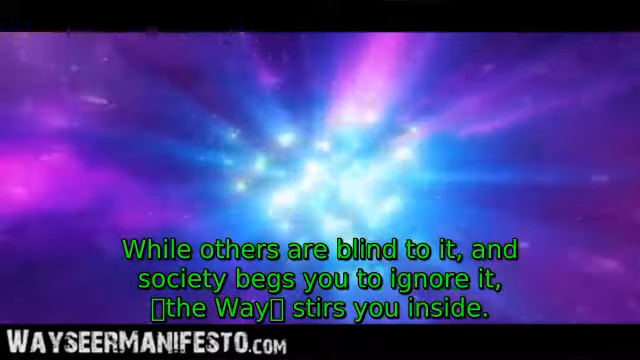 While others are blind to it, and
society begs you to ignore it,
▯the Way▯ stirs you inside.
WAYSEERMANIFESTO.COM